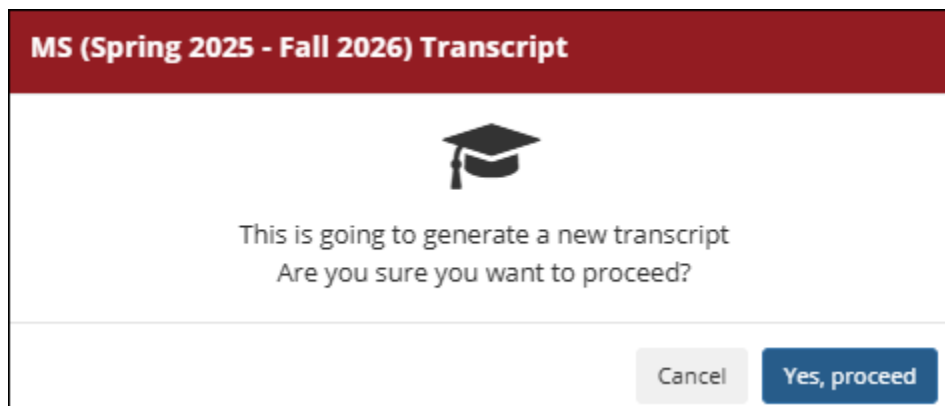 MS (Spring 2025 - Fall 2026) Transcript
This is going to generate a new transcript
Are you sure you want to proceed?
Cancel
Yes, proceed